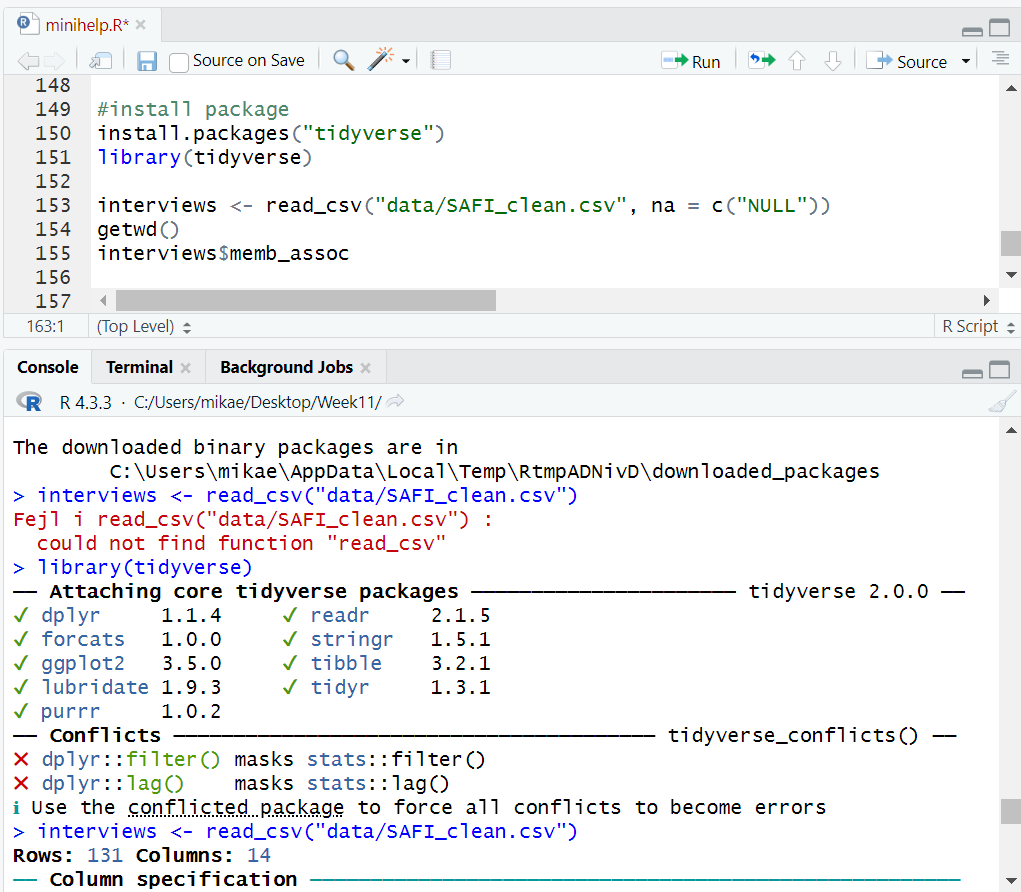 minihelp.R*
Source on Save Run Source
148
149 #install package
150 install.packages("tidyverse")
151 library(tidyverse)
152
153 interviews <- read_csv("data/SAFI_clean.csv", na = c("NULL"))
154 getwd()
155 interviews$memb_assoc
156
157
163:1 (Top Level) R Script
Console Terminal Background Jobs
R 4.3.3 · C:/Users/mikae/Desktop/Week11/
The downloaded binary packages are in
C:\Users\mikae\AppData\Local\Temp\RtmpADNivD\downloaded_packages
> interviews <- read_csv("data/SAFI_clean.csv")
Fejl i read_csv("data/SAFI_clean.csv") :
could not find function "read_csv"
> library(tidyverse)
── Attaching core tidyverse packages ────────────────────── tidyverse 2.0.0 ──
✓ dplyr 1.1.4 ✓ readr 2.1.5
✓ forcats 1.0.0 ✓ stringr 1.5.1
✓ ggplot2 3.5.0 ✓ tibble 3.2.1
✓ lubridate 1.9.3 ✓ tidyr 1.3.1
✓ purrr 1.0.2
── Conflicts ──────────────────────────────────────── tidyverse_conflicts() ──
✕ dplyr::filter() masks stats::filter()
✕ dplyr::lag() masks stats::lag()
ℹ Use the conflicted package to force all conflicts to become errors
> interviews <- read_csv("data/SAFI_clean.csv")
Rows: 131 Columns: 14
── Column specification ──────────────────────────────────────────────────────